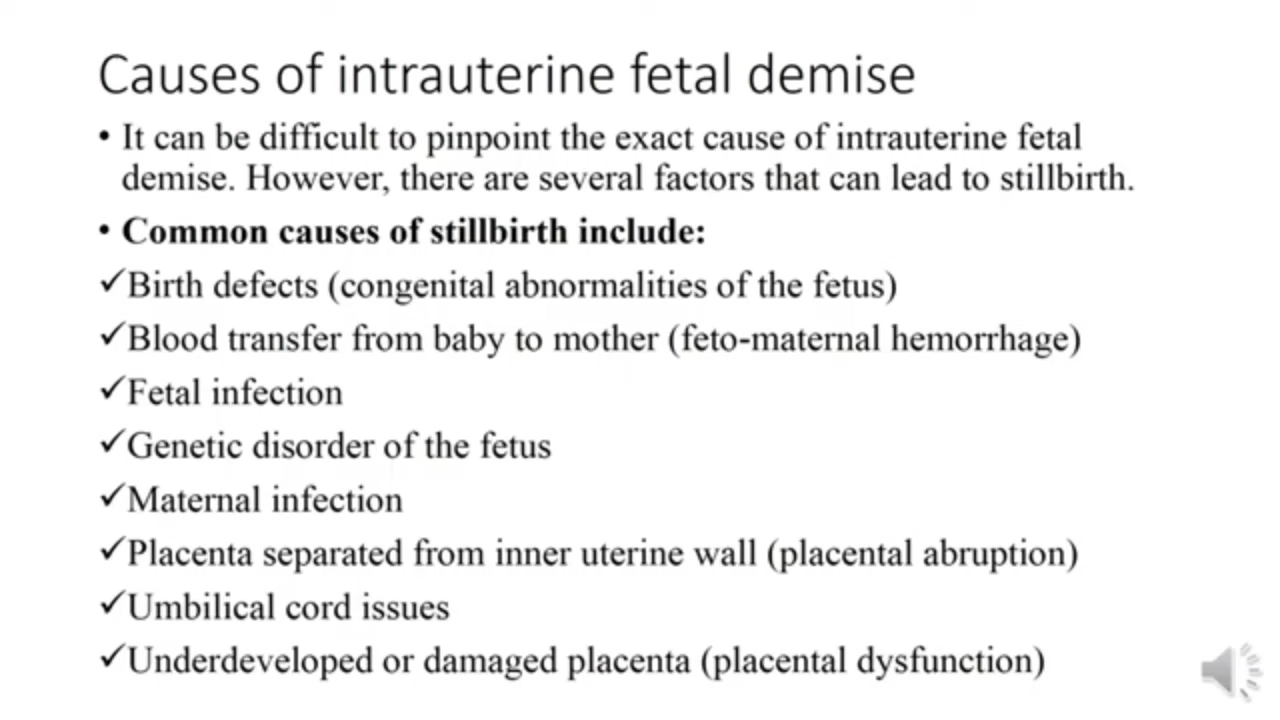 Causes of intrauterine fetal demise
• It can be difficult to pinpoint the exact cause of intrauterine fetal
demise. However, there are several factors that can lead to stillbirth.
• Common causes of stillbirth include:
✓Birth defects (congenital abnormalities of the fetus)
✓Blood transfer from baby to mother (feto-maternal hemorrhage)
✓Fetal infection
✓Genetic disorder of the fetus
✓Maternal infection
✓Placenta separated from inner uterine wall (placental abruption)
✓Umbilical cord issues
✓Underdeveloped or damaged placenta (placental dysfunction)